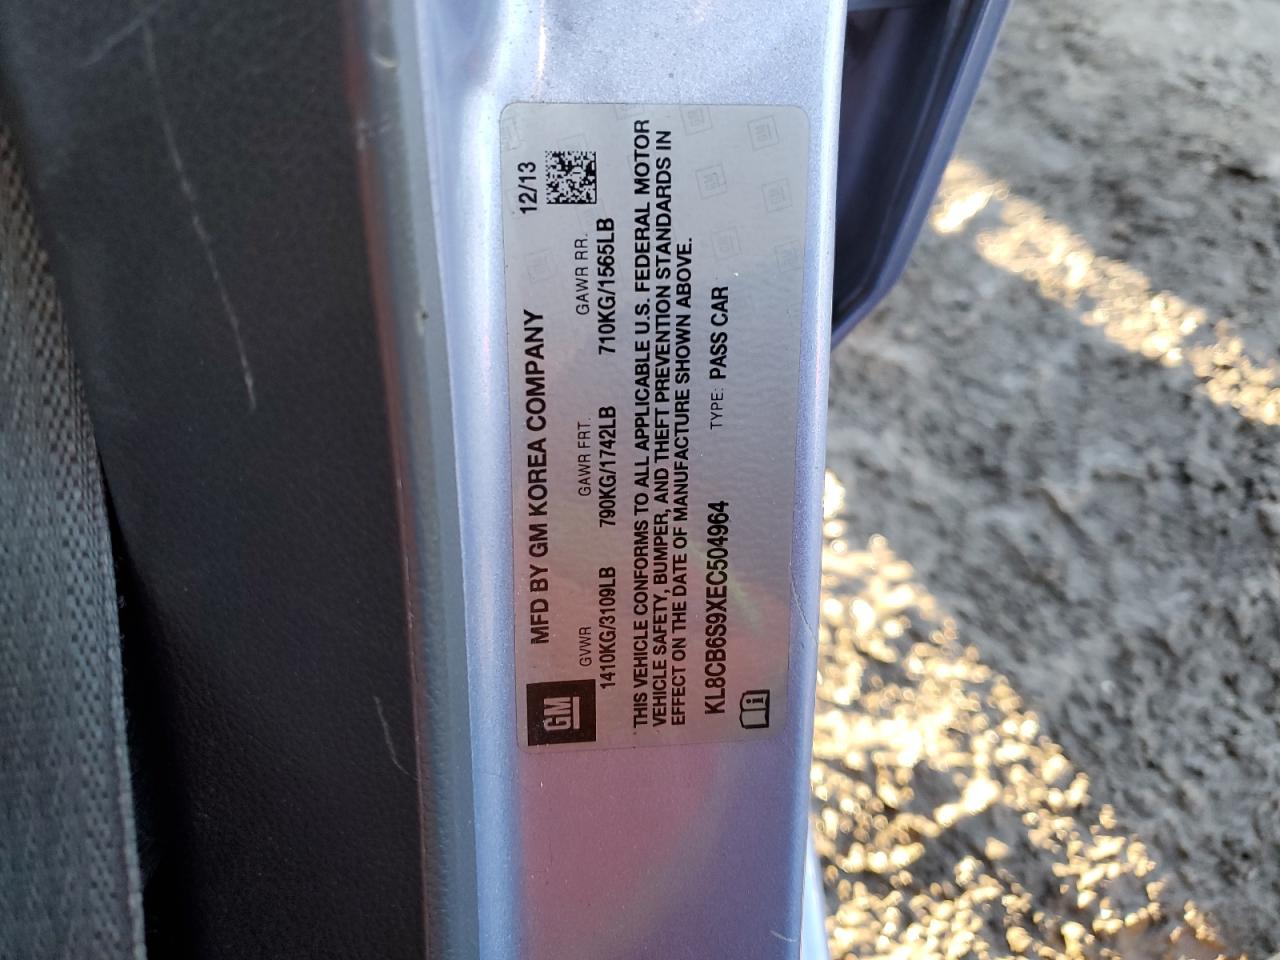 MFD BY GM KOREA COMPANY 12/13
GM
GVWR GAWR FRT. GAWR RR.
1410KG/3109LB 790KG/1742LB 710KG/1565LB
THIS VEHICLE CONFORMS TO ALL APPLICABLE U.S. FEDERAL MOTOR
VEHICLE SAFETY, BUMPER, AND THEFT PREVENTION STANDARDS IN
EFFECT ON THE DATE OF MANUFACTURE SHOWN ABOVE.
KL8CB6S9XEC504964 TYPE: PASS CAR